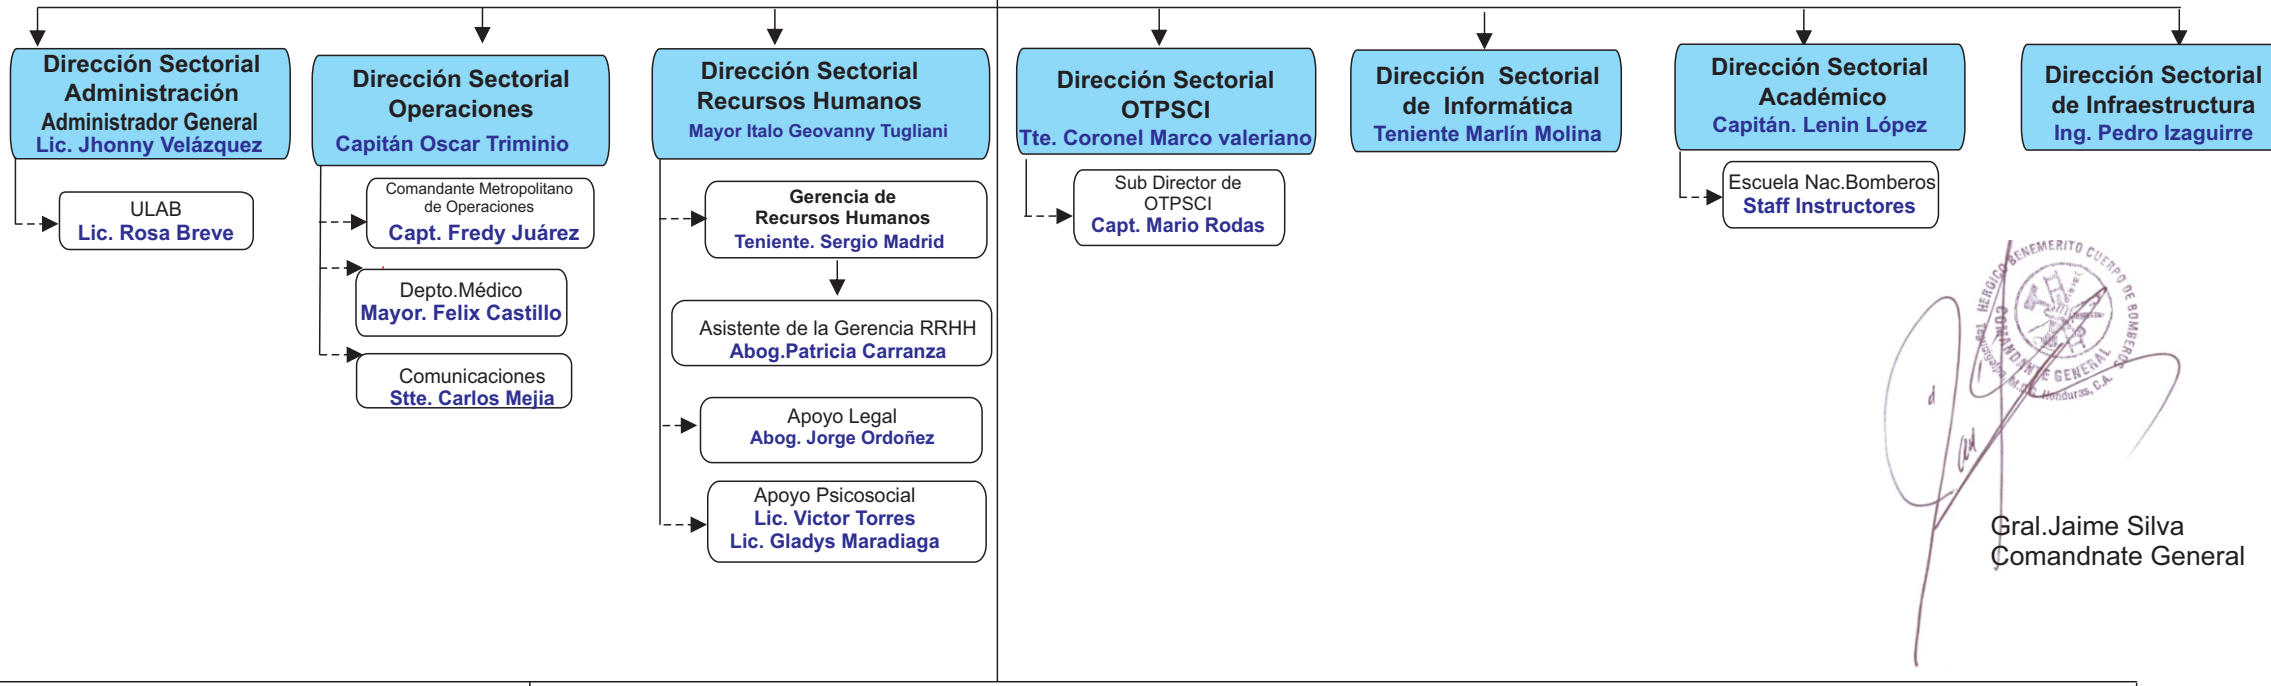 Dirección Sectorial
Administración
Administrador General
Lic. Jhonny Velázquez
ULAB
Lic. Rosa Breve
Dirección Sectorial
Operaciones
Capitán Oscar Triminio
Comandante Metropolitano
de Operaciones
Capt. Fredy Juárez
Depto.Médico
Mayor. Felix Castillo
Comunicaciones
Stte. Carlos Mejia
Dirección Sectorial
Recursos Humanos
Mayor Italo Geovanny Tugliani
Gerencia de
Recursos Humanos
Teniente. Sergio Madrid
Asistente de la Gerencia RRHH
Abog.Patricia Carranza
Apoyo Legal
Abog. Jorge Ordoñez
Apoyo Psicosocial
Lic. Victor Torres
Lic. Gladys Maradiaga
Dirección Sectorial
OTPSCI
Tte. Coronel Marco valeriano
Sub Director de
OTPSCI
Capt. Mario Rodas
Dirección Sectorial
de Informática
Teniente Marlín Molina
Dirección Sectorial
Académico
Capitán. Lenin López
Escuela Nac.Bomberos
Staff Instructores
Dirección Sectorial
de Infraestructura
Ing. Pedro Izaguirre
HEROICO BENEMERITO CUERPO DE BOMBEROS
COMANDANTE GENERAL
M.D.C. Honduras, C.A.
Gral.Jaime Silva
Comandnate General